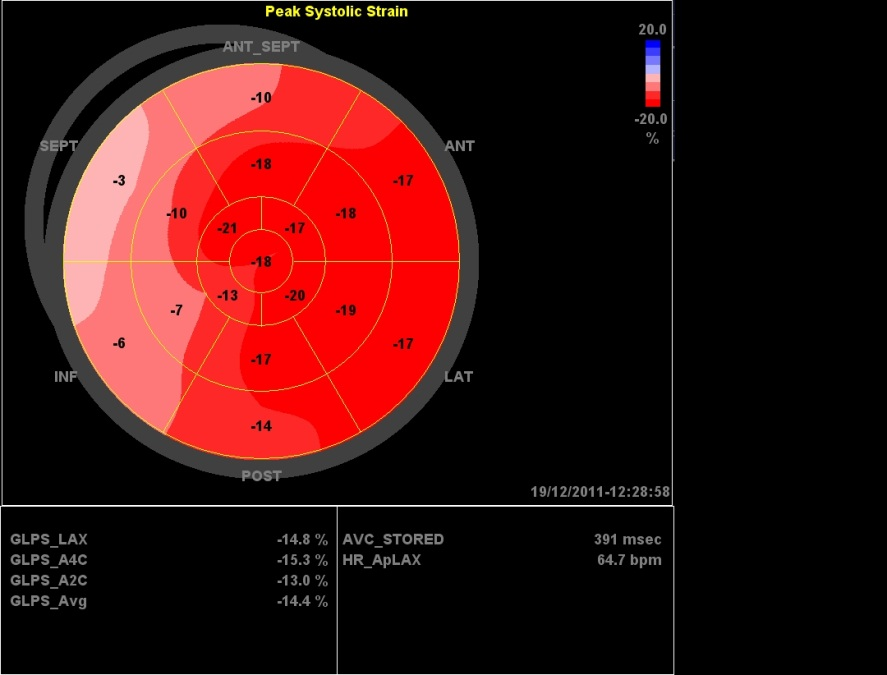 Peak Systolic Strain
20.0
-20.0
%
ANT_SEPT
SEPT
ANT
INF
LAT
POST
-10
-18
-3
-17
-10
-18
-21
-17
-18
-13
-20
-7
-19
-6
-17
-17
-14
19/12/2011-12:28:58
GLPS_LAX -14.8 %
GLPS_A4C -15.3 %
GLPS_A2C -13.0 %
GLPS_Avg -14.4 %
AVC_STORED 391 msec
HR_ApLAX 64.7 bpm